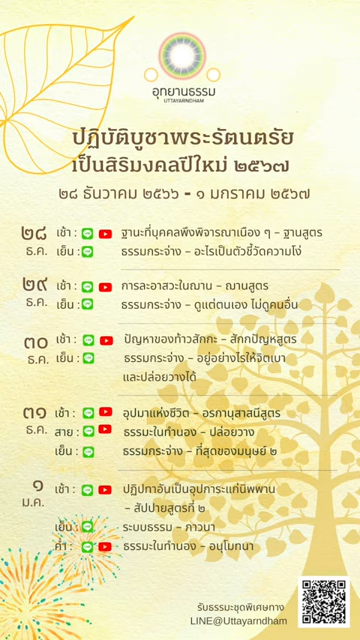 อุทยานธรรม
UTTAYARNDHAM
ปฏิบัติบูชาพระรัตนตรัย
เป็นสิริมงคลปีใหม่ ๒๕๖๗
๒๘ ธันวาคม ๒๕๖๖ - ๑ มกราคม ๒๕๖๗
๒๘ เช้า : ฐานะที่บุคคลพึงพิจารณาเนือง ๆ – ฐานสูตร
ธ.ค. เย็น : ธรรมกระจ่าง – อะไรเป็นตัวชี้วัดความโง่
๒๙ เช้า : การละอาสวะในฌาน – ฌานสูตร
ธ.ค. เย็น : ธรรมกระจ่าง – ดูแต่ตนเอง ไม่ดูคนอื่น
๓๐ เช้า : ปัญหาของท้าวสักกะ – สักกปัญหสูตร
ธ.ค. เย็น : ธรรมกระจ่าง – อยู่อย่างไรให้จิตเบา
และปล่อยวางได้
๓๑ เช้า : อุปมาแห่งชีวิต – อรกานุสาสนีสูตร
ธ.ค. สาย : ธรรมะในทำนอง – ปล่อยวาง
เย็น : ธรรมกระจ่าง – ที่สุดของมนุษย์ ๒
๑ เช้า : ปฏิปทาอันเป็นอุปการะแก่นิพพาน
ม.ค. – สัปปายสูตรที่ ๒
เย็น : ระบบธรรม – ภาวนา
ค่ำ : ธรรมะในทำนอง – อนุโมทนา
รับธรรมะชุดพิเศษทาง
LINE@Uttayarndham